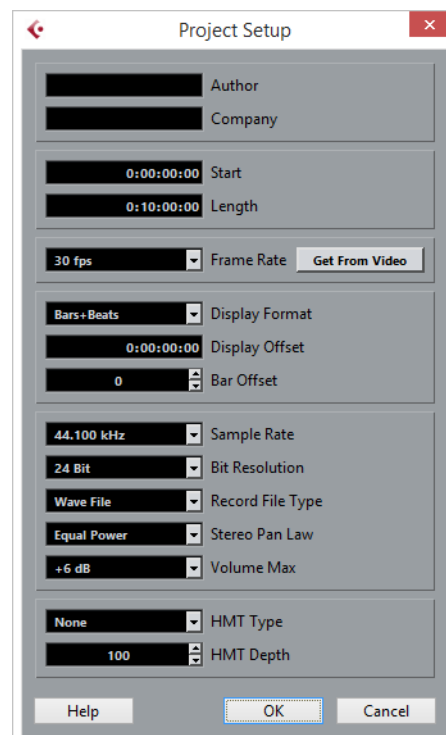 Project Setup
Author
Company
0:00:00:00 Start
0:10:00:00 Length
30 fps Frame Rate Get From Video
Bars+Beats Display Format
0:00:00:00 Display Offset
0 Bar Offset
44.100 kHz Sample Rate
24 Bit Bit Resolution
Wave File Record File Type
Equal Power Stereo Pan Law
+6 dB Volume Max
None HMT Type
100 HMT Depth
Help OK Cancel